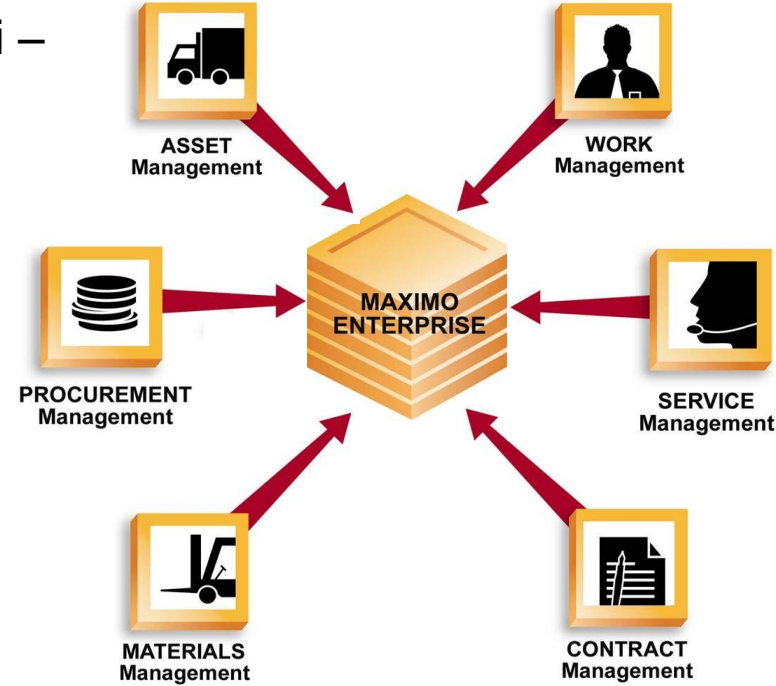 i –
ASSET
Management
WORK
Management
MAXIMO
ENTERPRISE
PROCUREMENT
Management
SERVICE
Management
MATERIALS
Management
CONTRACT
Management